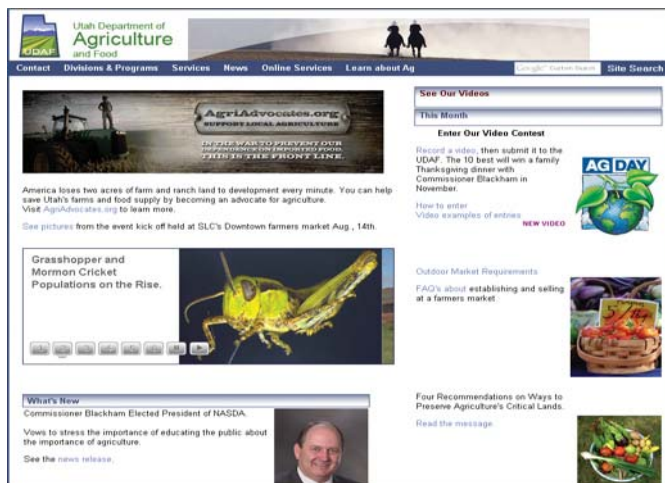 Utah Department of
Agriculture
and Food
UDAF
Contact Divisions & Programs Services News Online Services Learn about Ag
Site Search
AgriAdvocates.org
SUPPORT LOCAL AGRICULTURE
IN THE WAR TO PREVENT OUR
DEPENDENCE ON IMPORTED FOOD,
THIS IS THE FRONT LINE.
America loses two acres of farm and ranch land to development every minute. You can help
save Utah's farms and food supply by becoming an advocate for agriculture.
Visit AgriAdvocates.org to learn more.
See pictures from the event kick off held at SLC's Downtown farmers market Aug., 14th.
Grasshopper and
Mormon Cricket
Populations on the Rise.
What's New
Commissioner Blackham Elected President of NASDA.
Vows to stress the importance of educating the public about
the importance of agriculture.
See the news release.
See Our Videos
This Month
Enter Our Video Contest
Record a video, then submit it to the
UDAF. The 10 best will win a family
Thanksgiving dinner with
Commissioner Blackham in
November.
How to enter
Video examples of entries
NEW VIDEO
AG DAY
Outdoor Market Requirements
FAQ's about establishing and selling
at a farmers market
Four Recommendations on Ways to
Preserve Agriculture's Critical Lands.
Read the message.